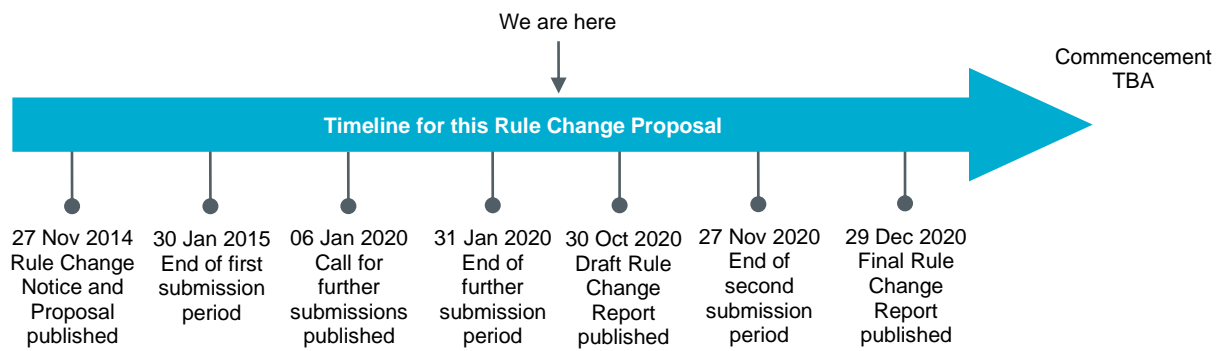 We are here
Commencement
TBA
Timeline for this Rule Change Proposal
27 Nov 2014
Rule Change
Notice and
Proposal
published
30 Jan 2015
End of first
submission
period
06 Jan 2020
Call for
further
submissions
published
31 Jan 2020
End of
further
submission
period
30 Oct 2020
Draft Rule
Change
Report
published
27 Nov 2020
End of
second
submission
period
29 Dec 2020
Final Rule
Change
Report
published